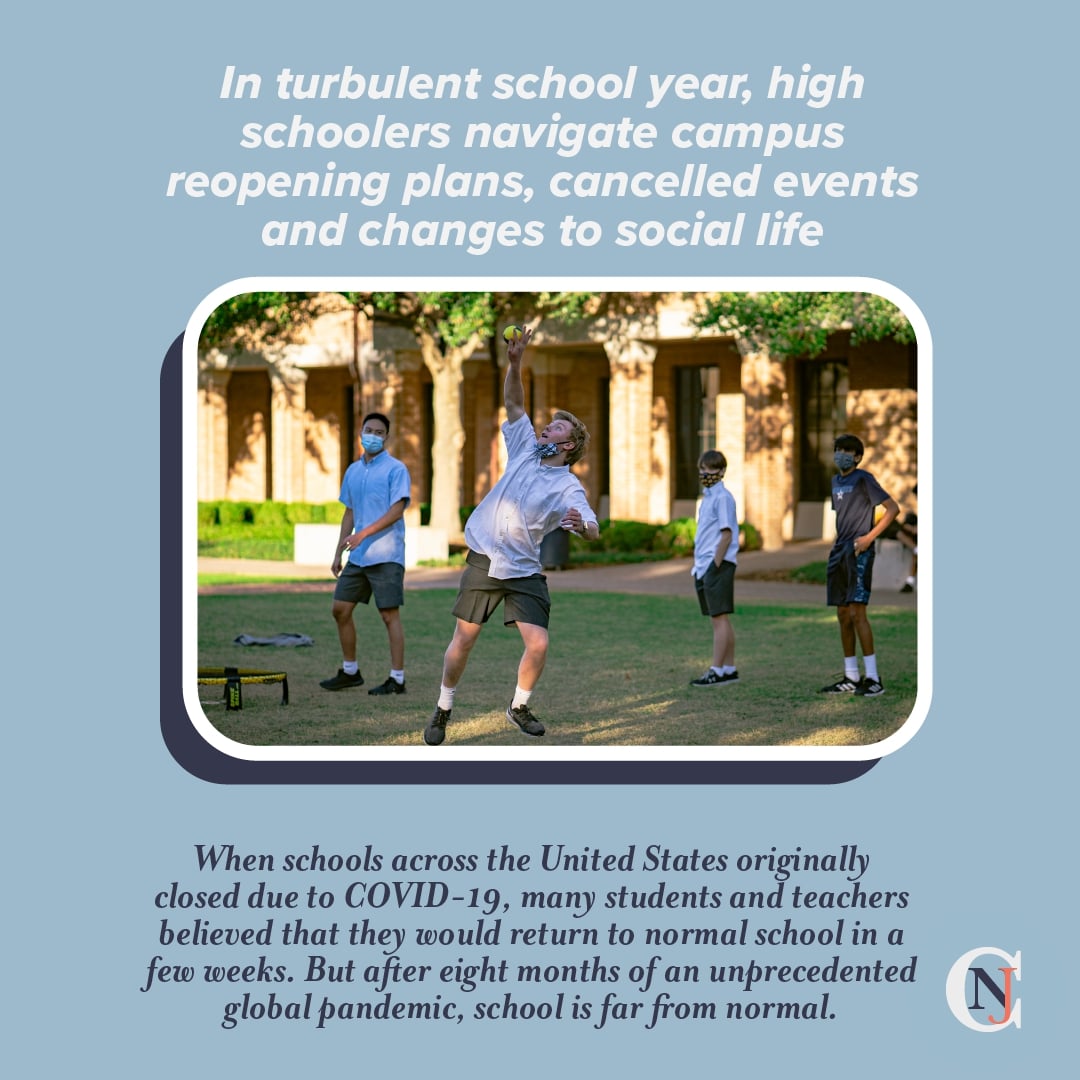 In turbulent school year, high
schoolers navigate campus
reopening plans, cancelled events
and changes to social life
When schools across the United States originally
closed due to COVID-19, many students and teachers
believed that they would return to normal school in a
few weeks. But after eight months of an unprecedented
global pandemic, school is far from normal.
CNJ